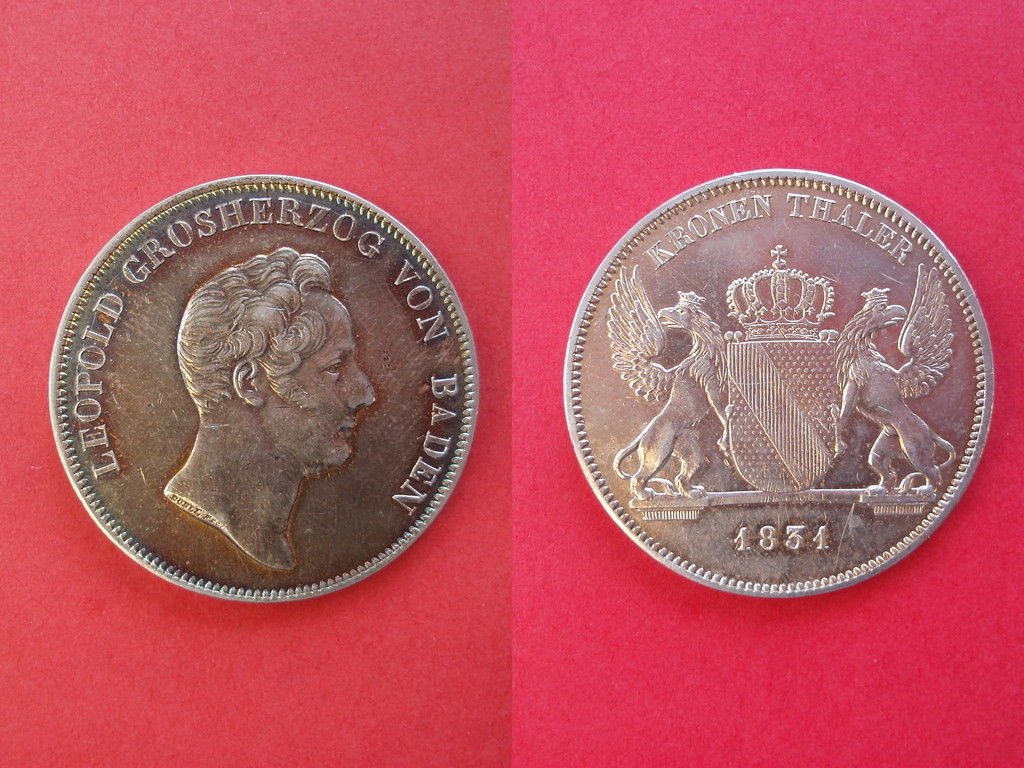 LEOPOLD GROSHERZOG VON BADEN
KRONEN THALER
1831